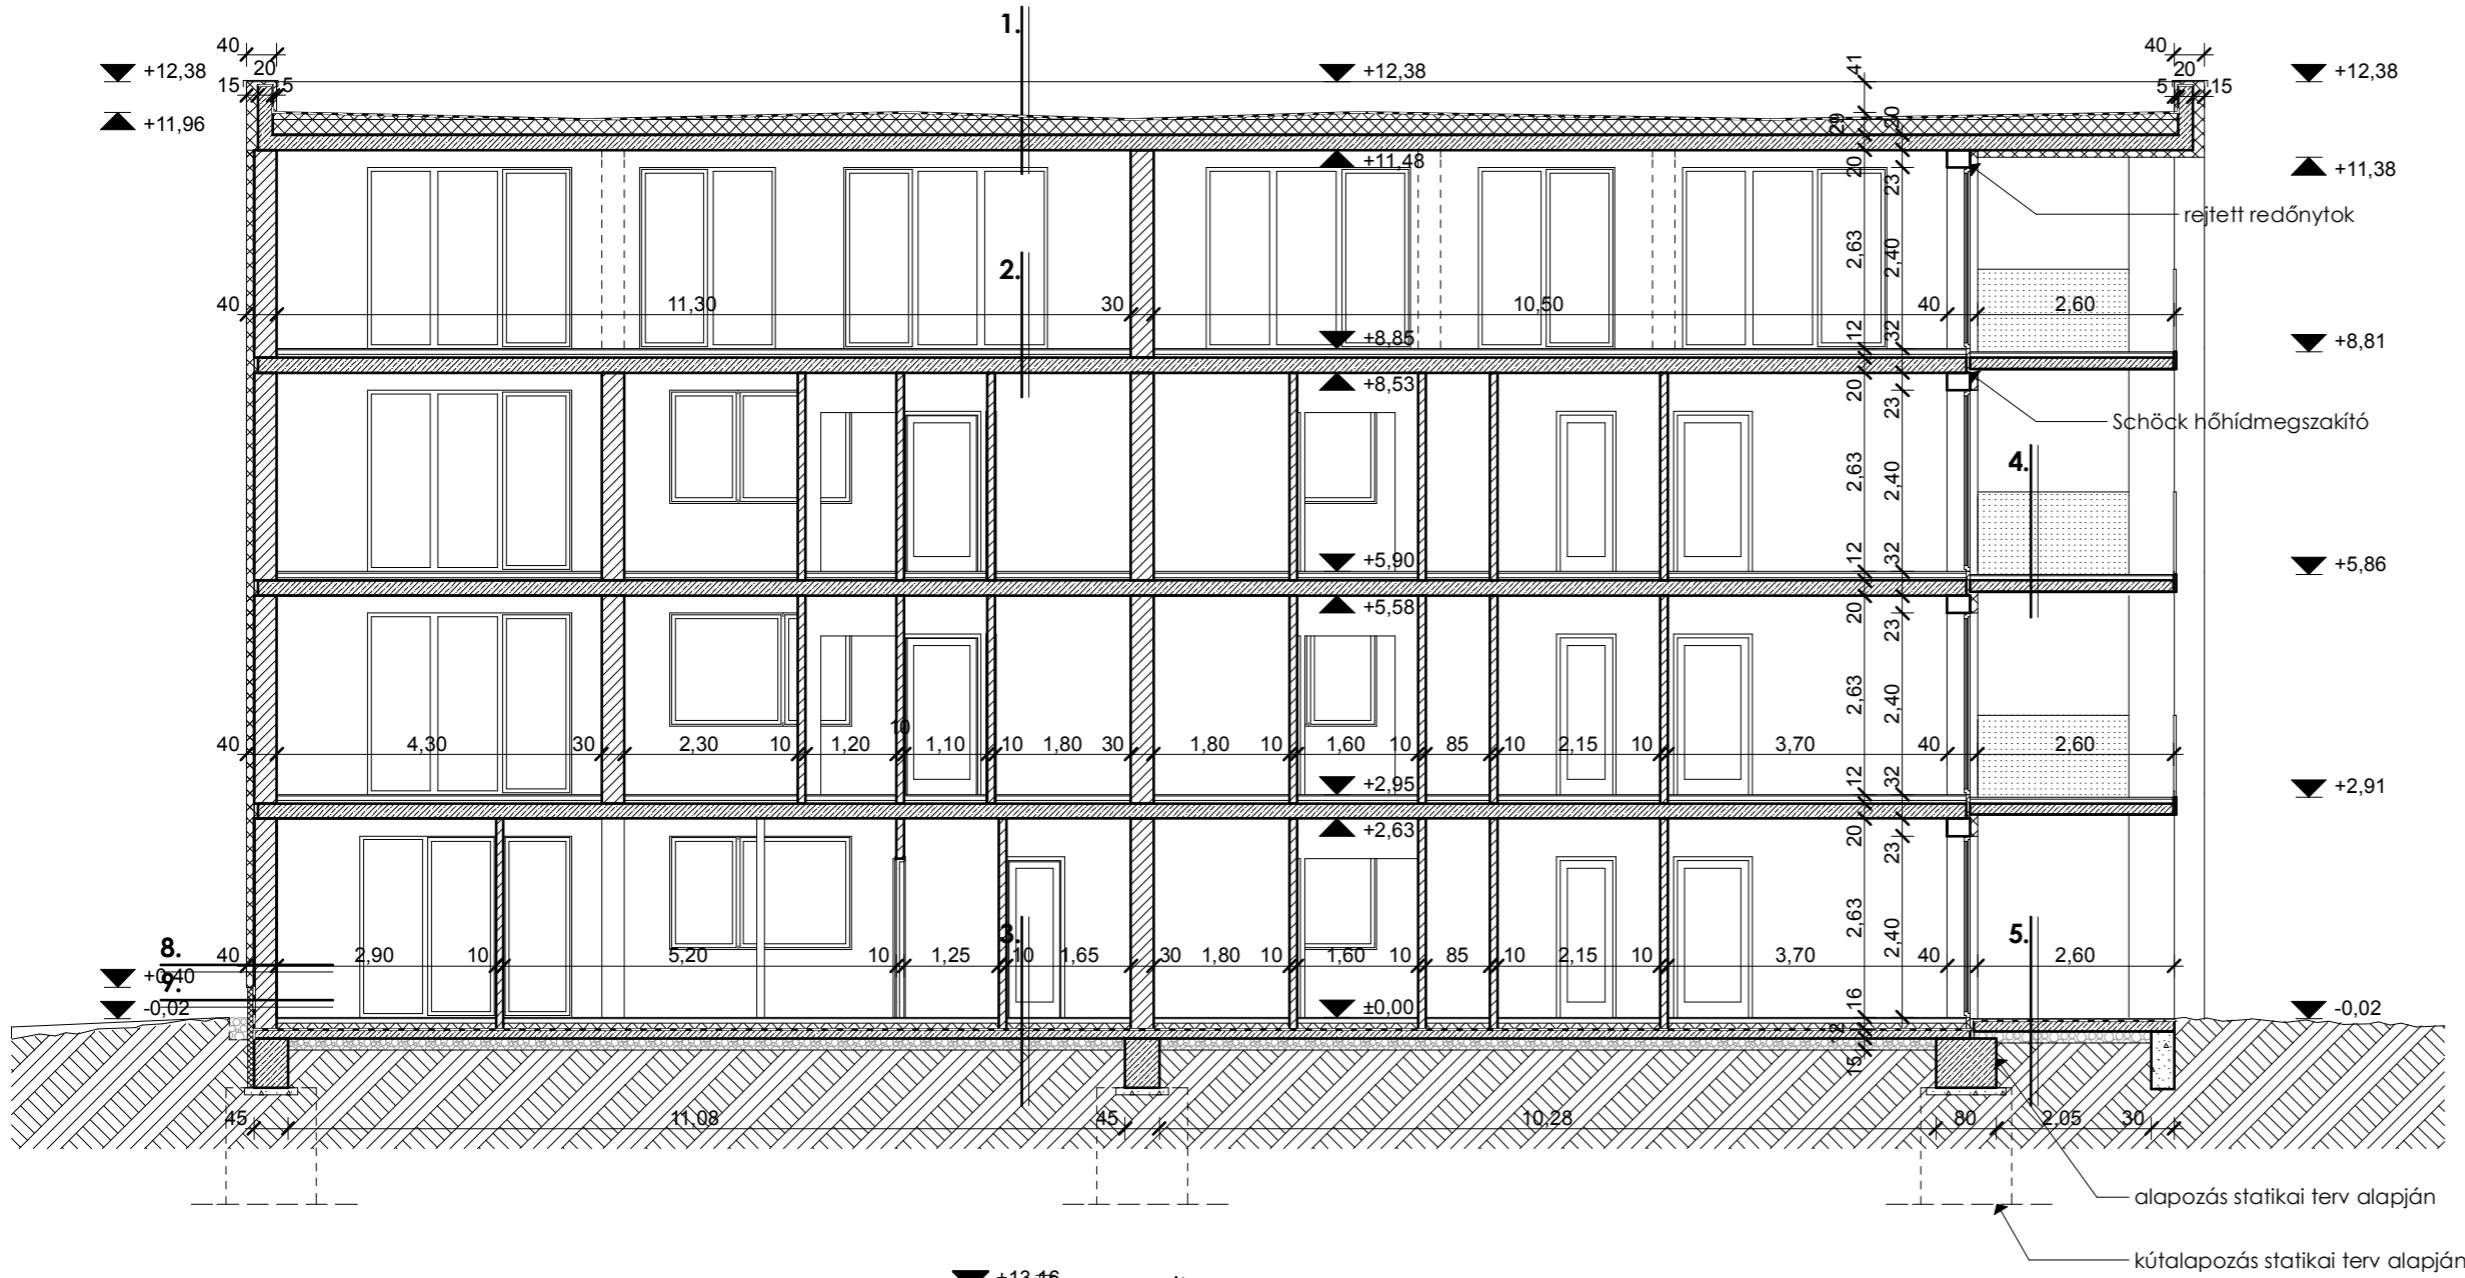 1.
40 40
+12,38 20 +12,38 41 20 +12,38
15 5 5 15
+11,96 29 20
+11,48 20 23 +11,38
rejtett redőnytok
2. 2,63 2,40
40 11,30 30 10,50 40 2,60
+8,85 12 32 +8,81
+8,53 20 23
Schöck hőhídmegszakító
4.
2,63 2,40
+5,90 12 32 +5,86
+5,58 20 23
2,63 2,40
10
40 4,30 30 2,30 10 1,20 1,10 10 1,80 30 1,80 10 1,60 10 85 10 2,15 10 3,70 40 2,60
+2,95 12 32 +2,91
+2,63 20 23
2,63 2,40
8. 3. 5.
40 2,90 10 5,20 10 1,25 10 1,65 30 1,80 10 1,60 10 85 10 2,15 10 3,70 40 2,60
+0,40
9.
-0,02 ±0,00 16 -0,02
12
15
45 11,08 45 10,28 80 2,05 30
alapozás statikai terv alapján
kútalapozás statikai terv alapján
+13,16